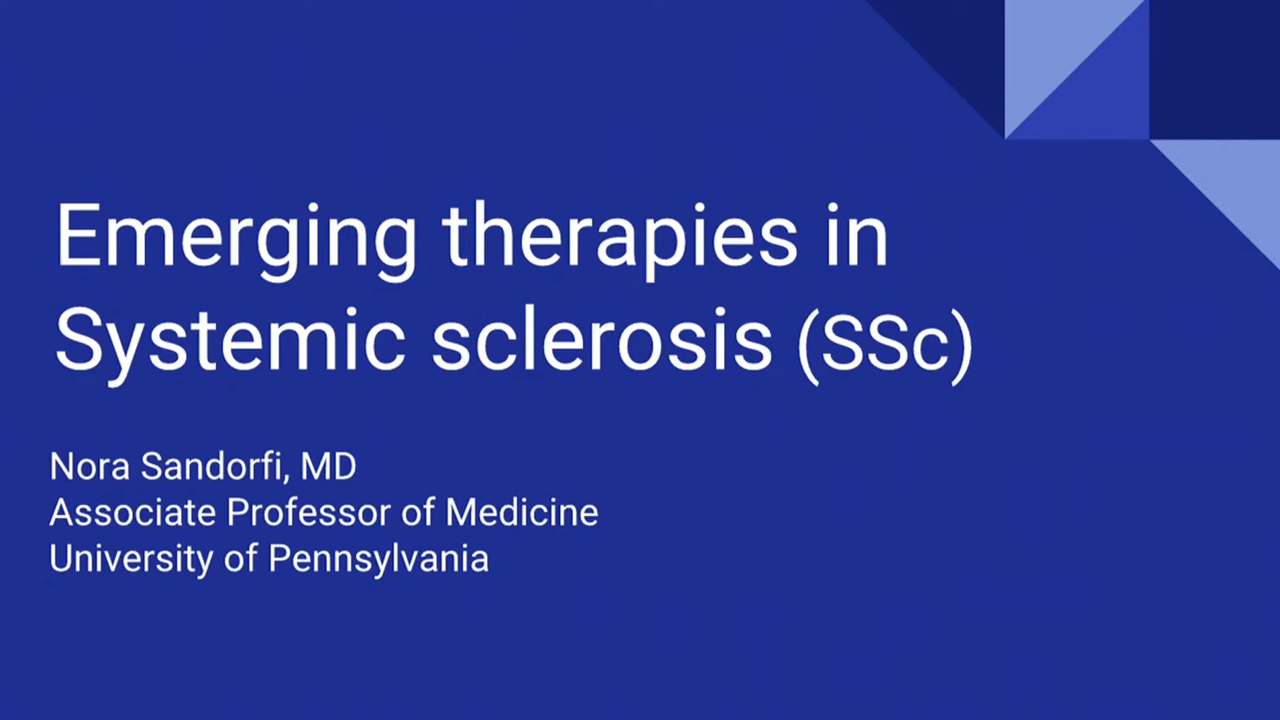 Emerging therapies in
Systemic sclerosis (SSc)
Nora Sandorfi, MD
Associate Professor of Medicine
University of Pennsylvania